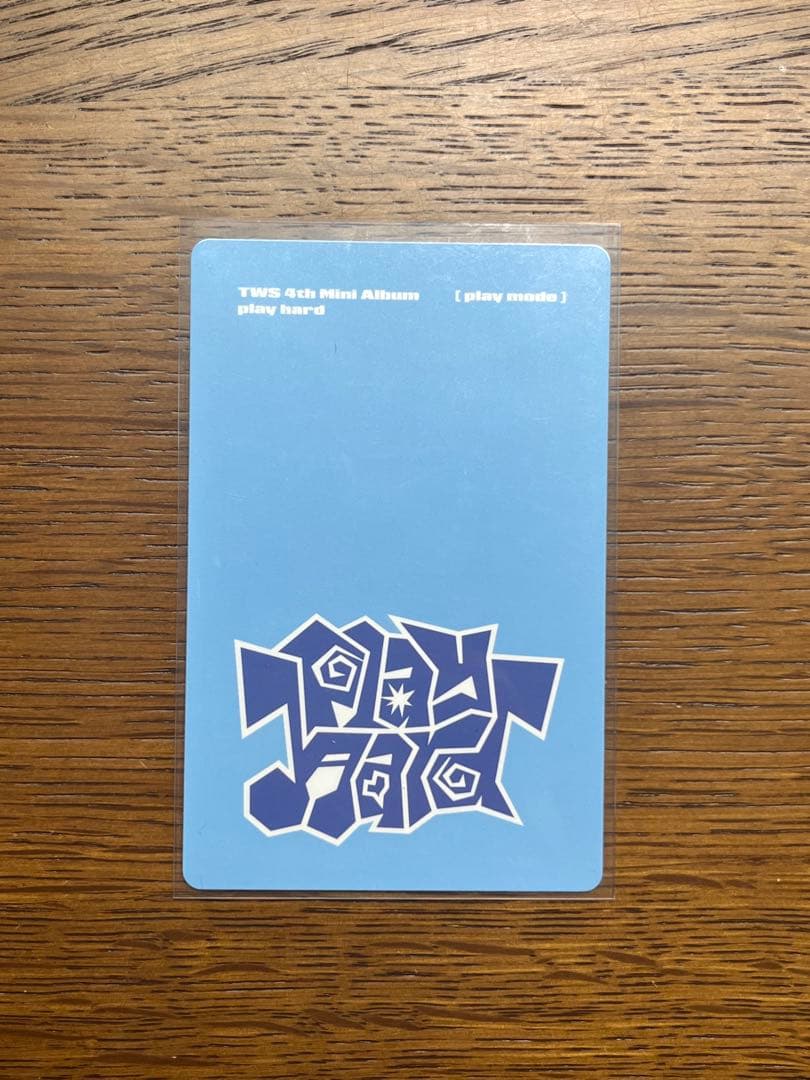 TWS 4th Mini Album [ play mode ]
play hard
Play
hard